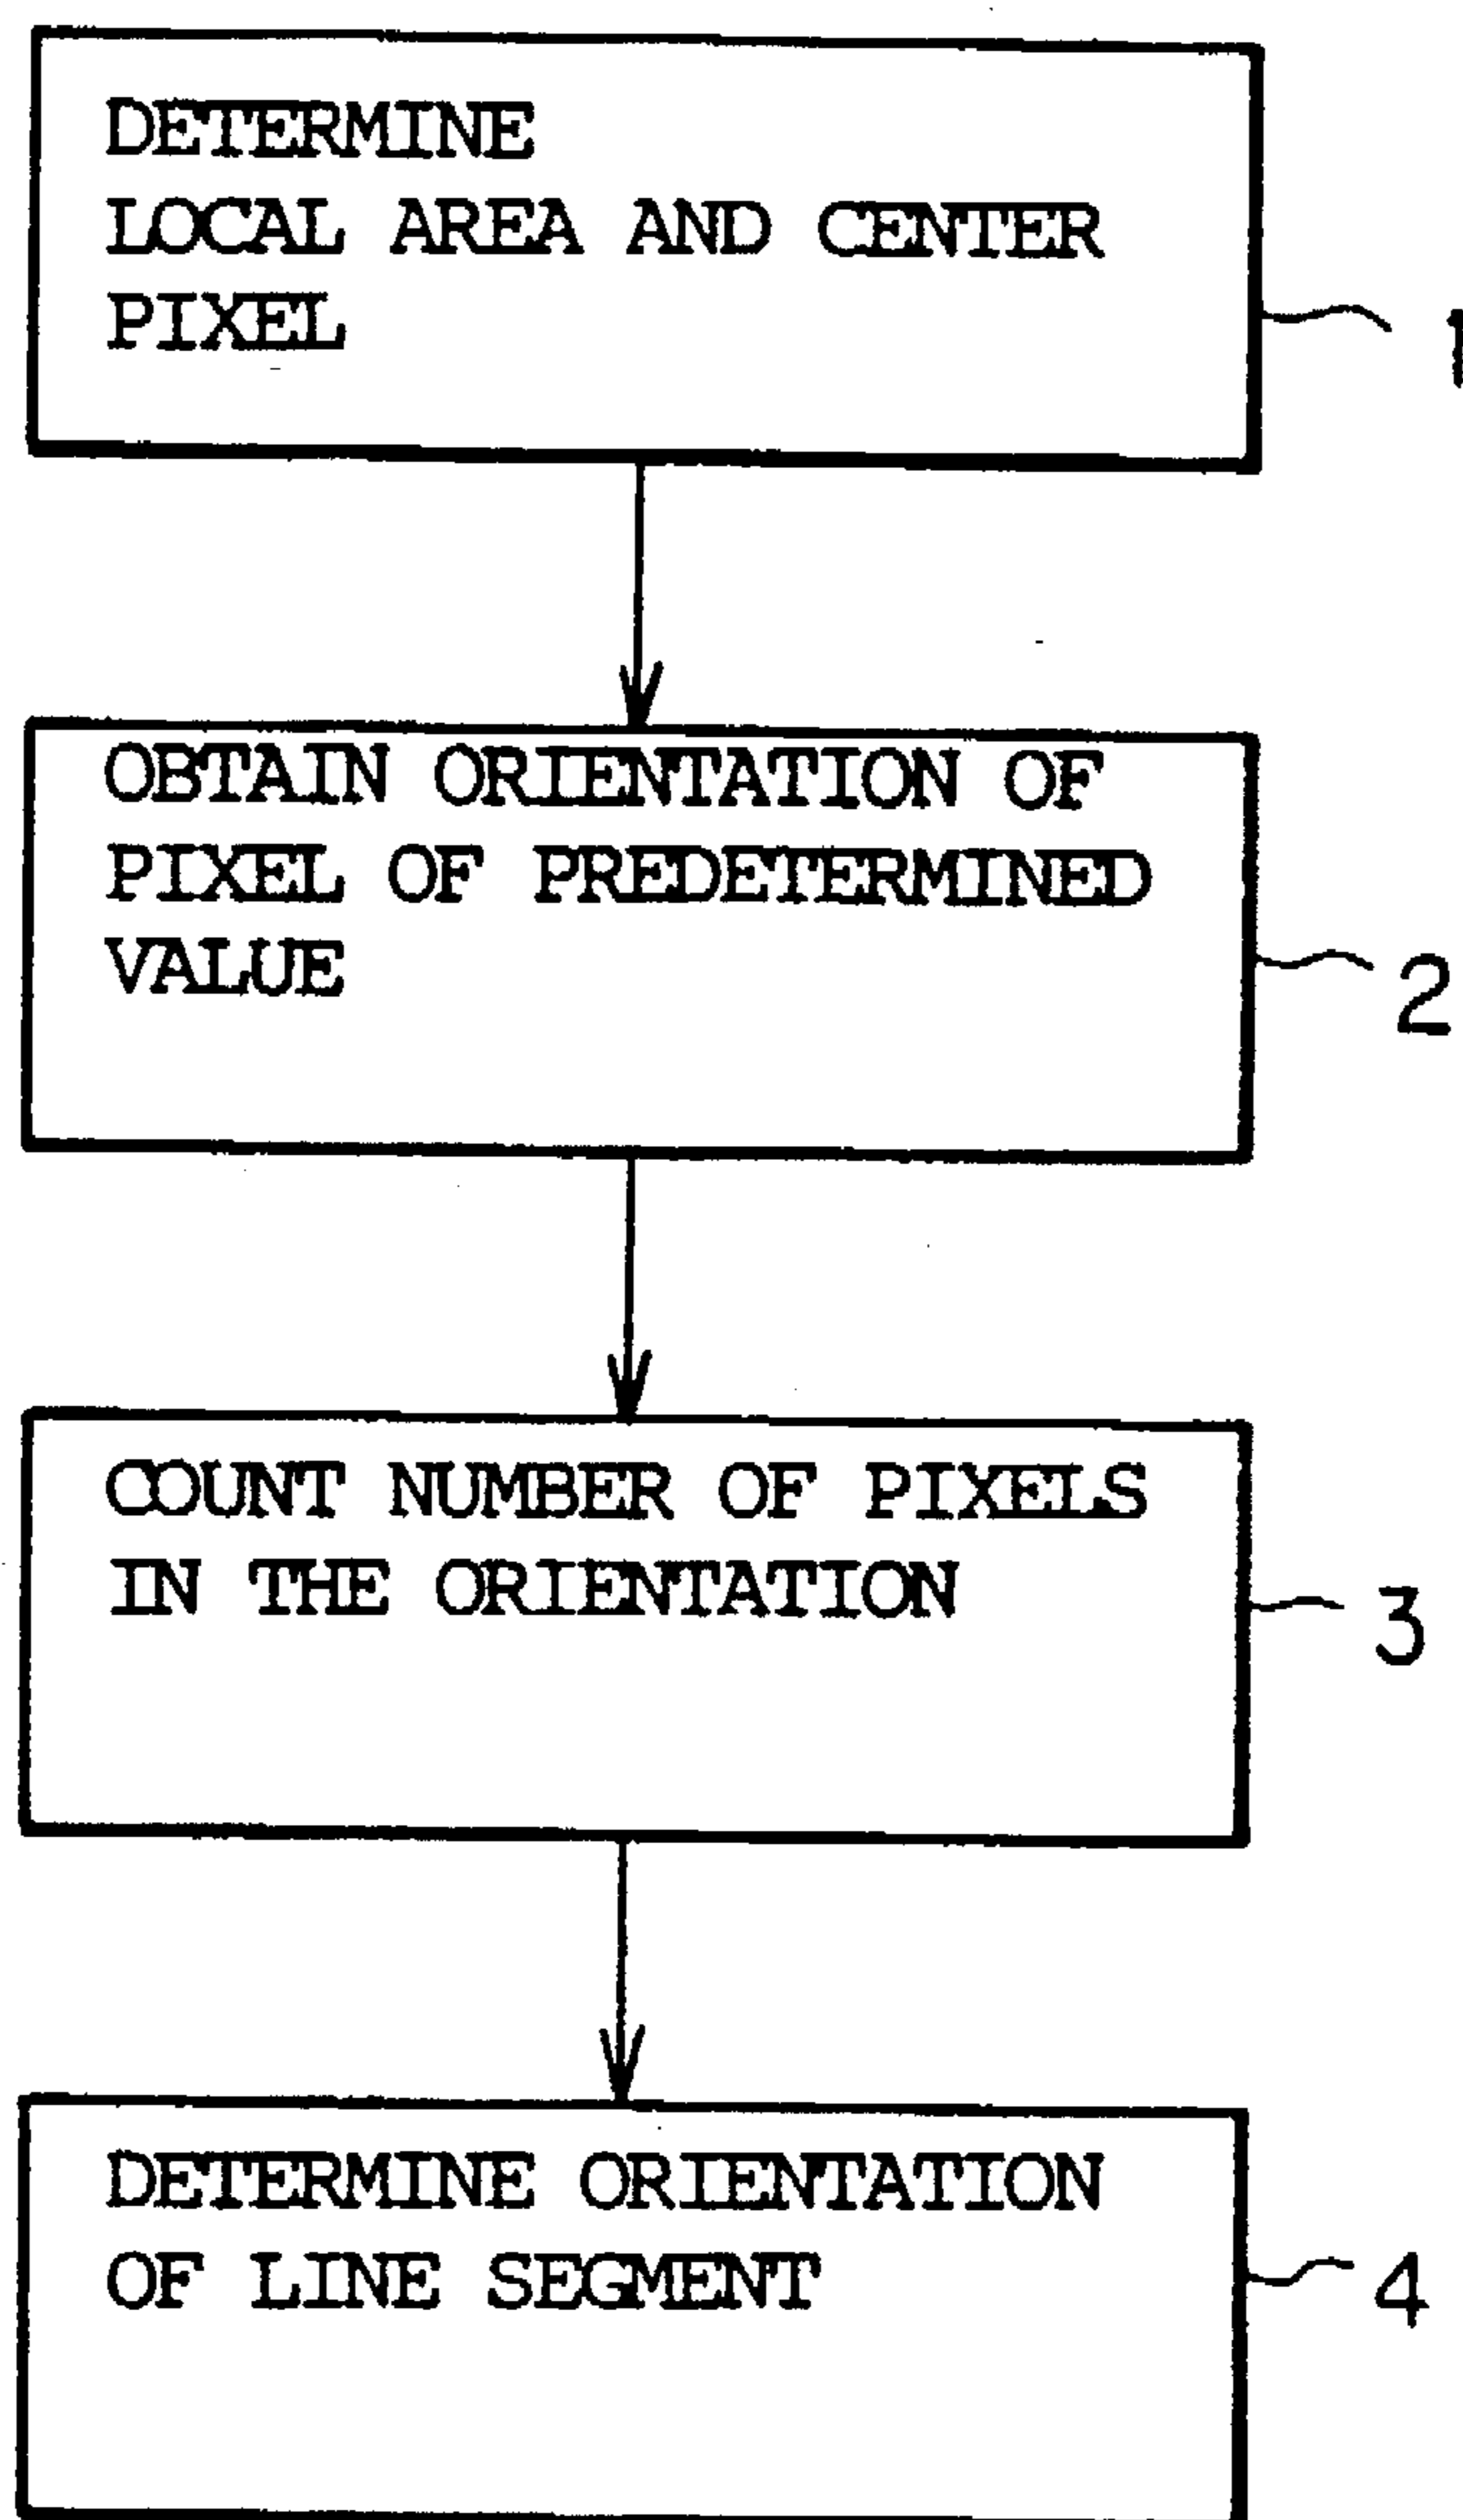 DETERMINE
LOCAL AREA AND CENTER
PIXEL
1
OBTAIN ORIENTATION OF
PIXEL OF PREDETERMINED
VALUE
2
COUNT NUMBER OF PIXELS
IN THE ORIENTATION
3
DETERMINE ORIENTATION
OF LINE SEGMENT
4